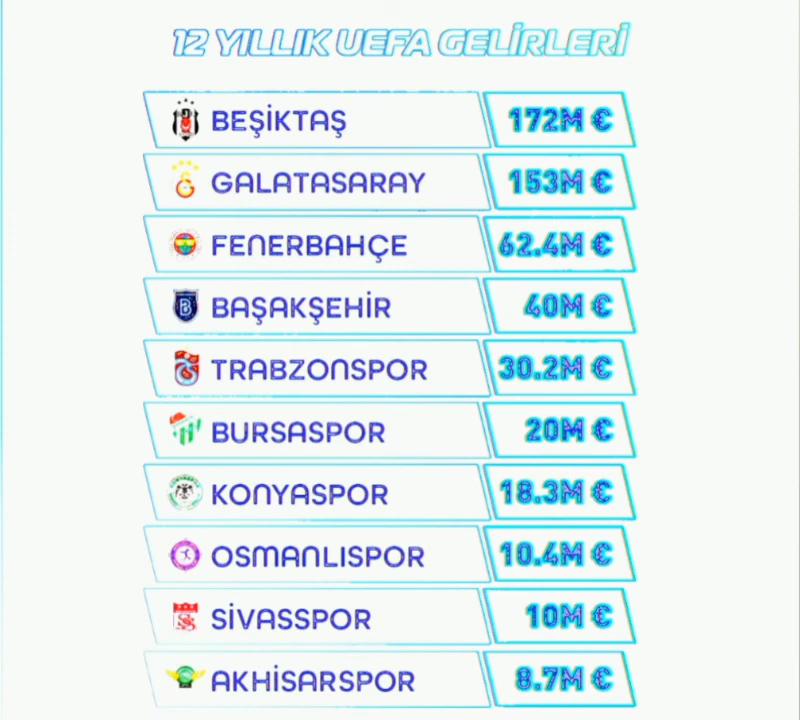 12 YILLIK UEFA GELİRLERİ
BEŞİKTAŞ 172M €
GALATASARAY 153M €
FENERBAHÇE 62.4M €
BAŞAKŞEHİR 40M €
TRABZONSPOR 30.2M €
BURSASPOR 20M €
KONYASPOR 18.3M €
OSMANLISPOR 10.4M €
SİVASSPOR 10M €
AKHİSARSPOR 8.7M €